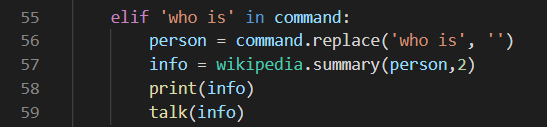 55 elif 'who is' in command:
56 person = command.replace('who is', '')
57 info = wikipedia.summary(person,2)
58 print(info)
59 talk(info)